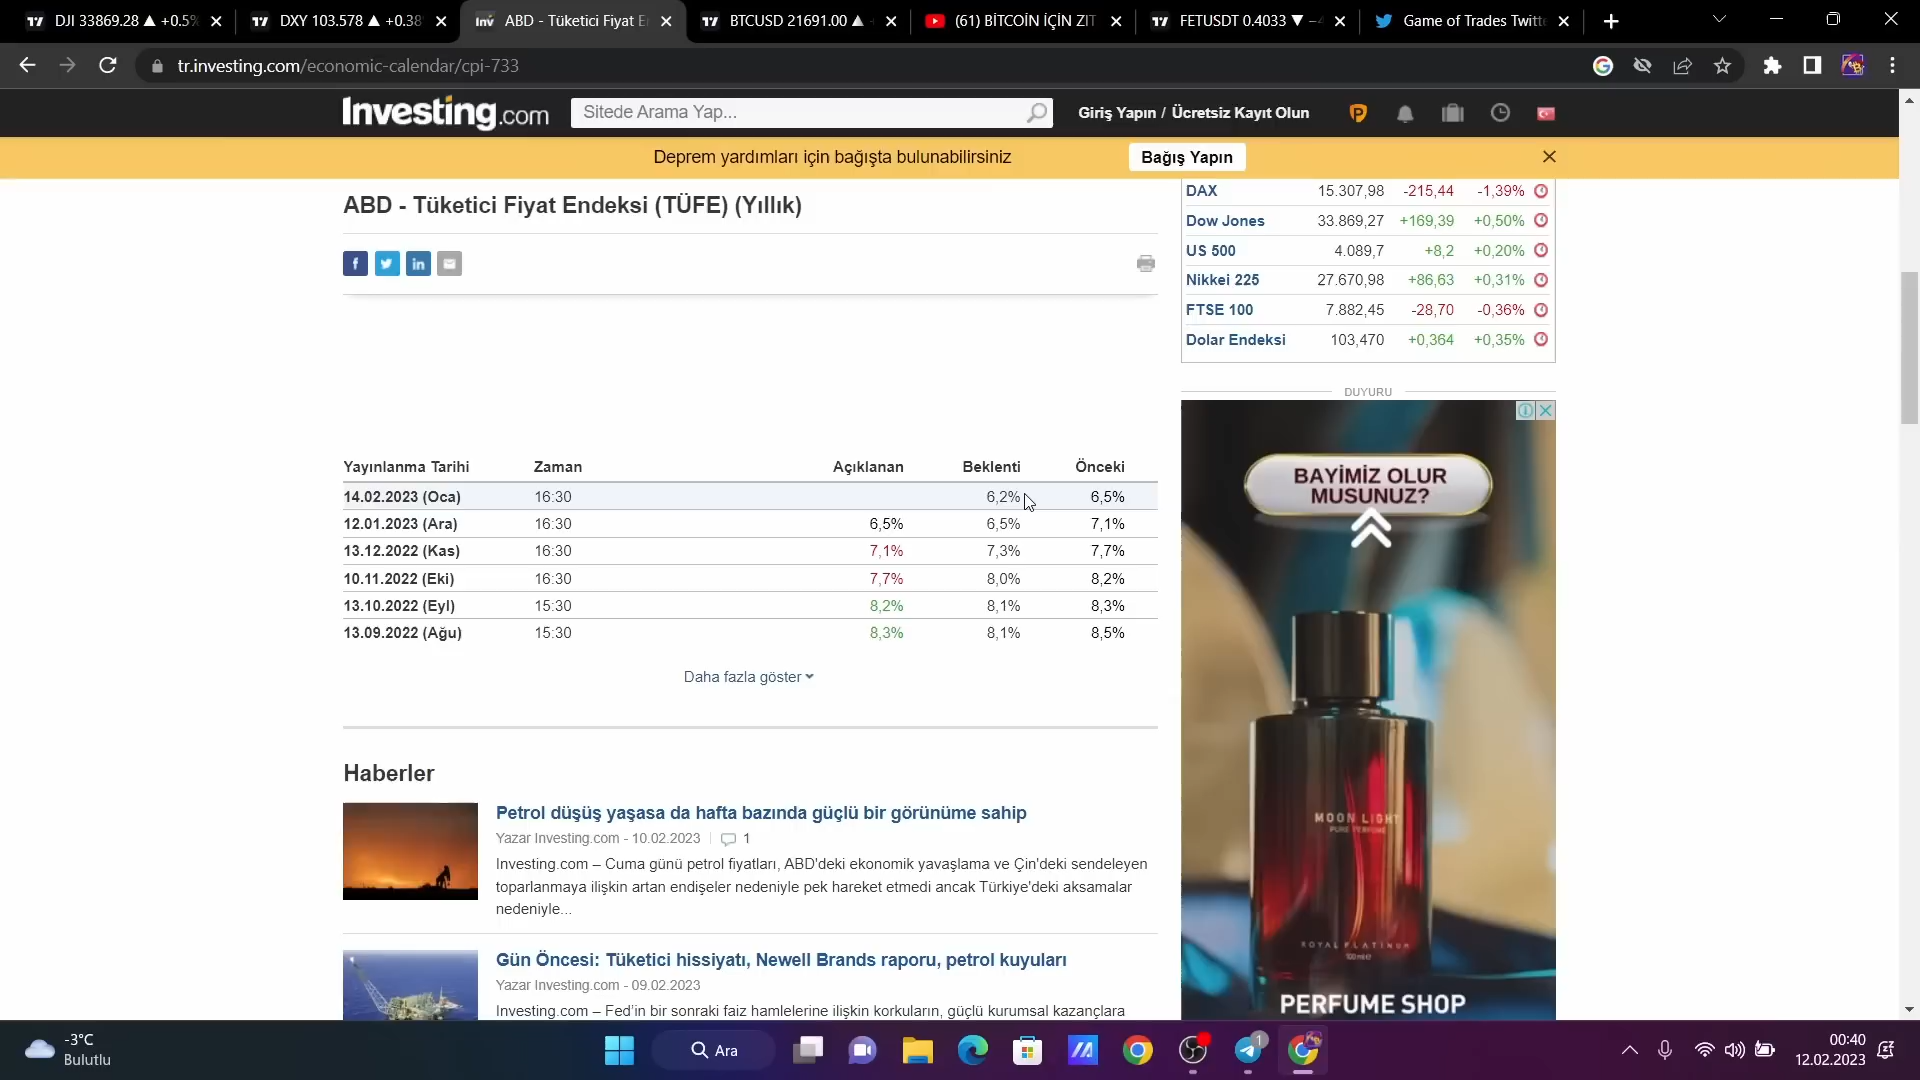 DJI 33869.28 ▲ +0.5%
DXY 103.578 ▲ +0.38
ABD - Tüketici Fiyat E
BTCUSD 21691.00 ▲
(61) BİTCOİN İÇİN ZIT
FETUSDT 0.4033 ▼
Game of Trades Twitte
tr.investing.com/economic-calendar/cpi-733
Investing.com
Sitede Arama Yap...
Giriş Yapın / Ücretsiz Kayıt Olun
Deprem yardımları için bağışta bulunabilirsiniz
Bağış Yapın
ABD - Tüketici Fiyat Endeksi (TÜFE) (Yıllık)
DAX 15.307,98 -215,44 -1,39%
Dow Jones 33.869,27 +169,39 +0,50%
US 500 4.089,7 +8,2 +0,20%
Nikkei 225 27.670,98 +86,63 +0,31%
FTSE 100 7.882,45 -28,70 -0,36%
Dolar Endeksi 103,470 +0,364 +0,35%
DUYURU
Yayınlanma Tarihi Zaman Açıklanan Beklenti Önceki
14.02.2023 (Oca) 16:30 6,2% 6,5%
12.01.2023 (Ara) 16:30 6,5% 6,5% 7,1%
13.12.2022 (Kas) 16:30 7,1% 7,3% 7,7%
10.11.2022 (Eki) 16:30 7,7% 8,0% 8,2%
13.10.2022 (Eyl) 15:30 8,2% 8,1% 8,3%
13.09.2022 (Ağu) 15:30 8,3% 8,1% 8,5%
Daha fazla göster
Haberler
Petrol düşüş yaşasa da hafta bazında güçlü bir görünüme sahip
Yazar Investing.com - 10.02.2023 1
Investing.com – Cuma günü petrol fiyatları, ABD'deki ekonomik yavaşlama ve Çin'deki sendeleyen
toparlanmaya ilişkin artan endişeler nedeniyle pek hareket etmedi ancak Türkiye'deki aksamalar
nedeniyle...
Gün Öncesi: Tüketici hissiyatı, Newell Brands raporu, petrol kuyuları
Yazar Investing.com - 09.02.2023
Investing.com – Fed'in bir sonraki faiz hamlelerine ilişkin korkuların, güçlü kurumsal kazançlara
BAYİMİZ OLUR
MUSUNUZ?
MOON LIGHT
PURE PERFUME
ROYAL PLATINUM
100 ml
PERFUME SHOP
-3°C
Bulutlu
Ara
1
00:40
12.02.2023